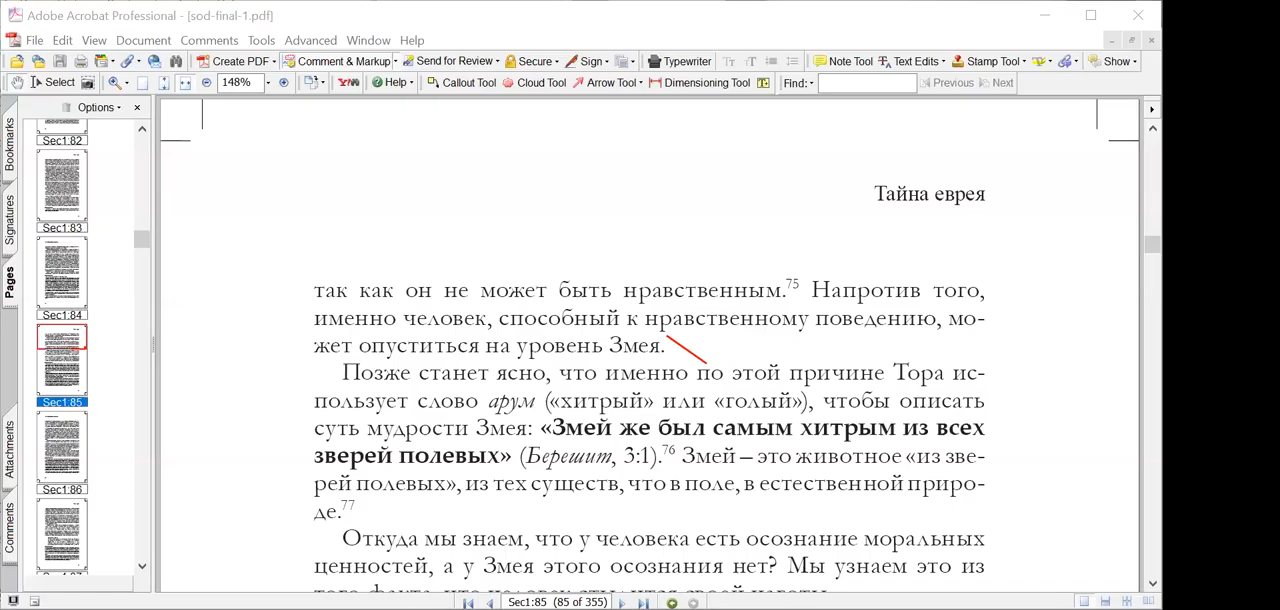 Adobe Acrobat Professional - [sod-final-1.pdf]
File Edit View Document Comments Tools Advanced Window Help
Create PDF Comment & Markup Send for Review Secure Sign Typewriter Note Tool Text Edits Stamp Tool Show
Select 148% Help Callout Tool Cloud Tool Arrow Tool Dimensioning Tool Find: Previous Next
Options
Bookmarks
Signatures
Pages
Attachments
Comments
Sec1:82
Sec1:83
Sec1:84
Sec1:85
Sec1:86
Тайна еврея
так как он не может быть нравственным.75 Напротив того,
именно человек, способный к нравственному поведению, мо-
жет опуститься на уровень Змея.
Позже станет ясно, что именно по этой причине Тора ис-
пользует слово арум («хитрый» или «голый»), чтобы описать
суть мудрости Змея: «Змей же был самым хитрым из всех
зверей полевых» (Берешит, 3:1).76 Змей – это животное «из зве-
рей полевых», из тех существ, что в поле, в естественной приро-
де.77
Откуда мы знаем, что у человека есть осознание моральных
ценностей, а у Змея этого осознания нет? Мы узнаем это из
Sec1:85 (85 of 355)